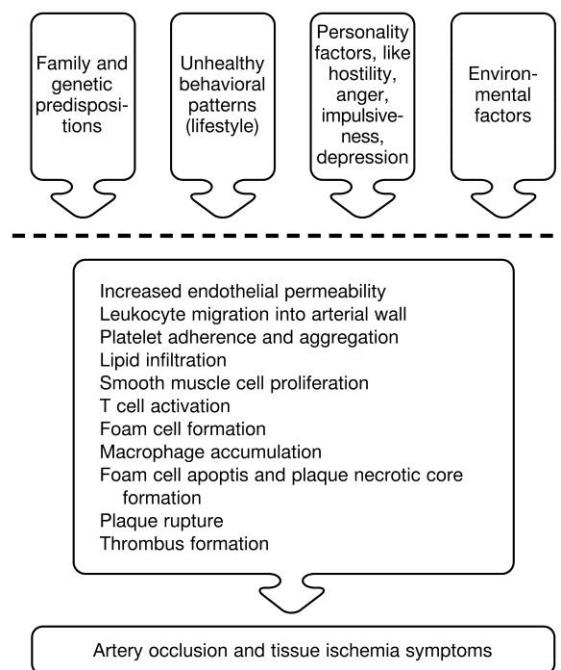 Family and
genetic
predisposi-
tions
Unhealthy
behavioral
patterns
(lifestyle)
Personality
factors, like
hostility,
anger,
impulsive-
ness,
depression
Environ-
mental
factors
Increased endothelial permeability
Leukocyte migration into arterial wall
Platelet adherence and aggregation
Lipid infiltration
Smooth muscle cell proliferation
T cell activation
Foam cell formation
Macrophage accumulation
Foam cell apoptis and plaque necrotic core
formation
Plaque rupture
Thrombus formation
Artery occlusion and tissue ischemia symptoms